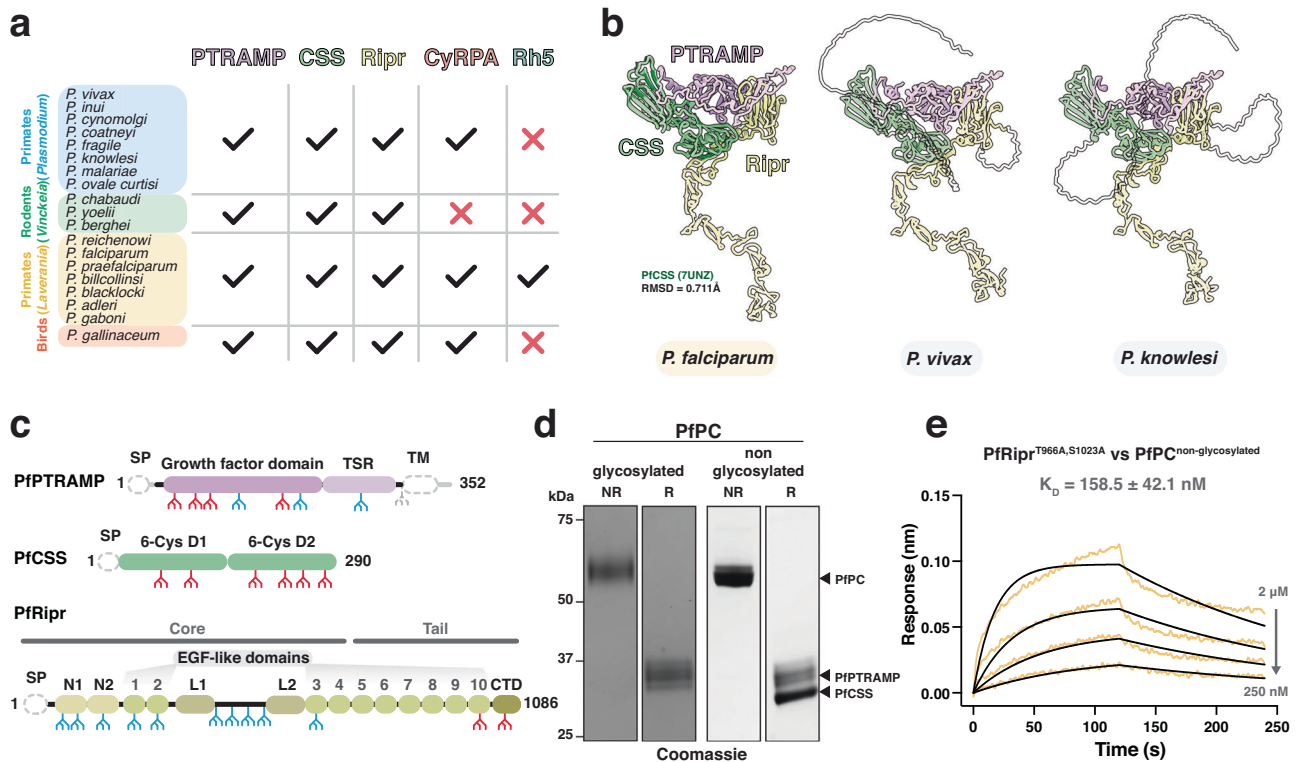 a
PTRAMP CSS Ripr CyRPA Rh5
Primates
(Plasmodium)
P. vivax
P. inui
P. cynomolgi
P. coatneyi
P. fragile
P. knowlesi
P. malariae
P. ovale curtisi
Rodents
(Vinckeia)
P. chabaudi
P. yoelii
P. berghei
Primates
(Laverania)
P. reichenowi
P. falciparum
P. praefalciparum
P. billcollinsi
P. blacklocki
P. adleri
P. gaboni
Birds
P. gallinaceum
b
PTRAMP
CSS
Ripr
PfCSS (7UNZ)
RMSD = 0.711Å
P. falciparum
P. vivax
P. knowlesi
c
SP Growth factor domain TSR TM
PfPTRAMP 1 352
SP 6-Cys D1 6-Cys D2
PfCSS 1 290
PfRipr
Core Tail
EGF-like domains
SP N1 N2 1 2 L1 L2 3 4 5 6 7 8 9 10 CTD
1 1086
d
PfPC
glycosylated
non
glycosylated
kDa NR R NR R
75
50
37
25
PfPC
PfPTRAMP
PfCSS
Coomassie
e
PfRipr^T966A,S1023A vs PfPC^non-glycosylated
K_D = 158.5 ± 42.1 nM
Response (nm)
0.15
0.10
0.05
0.00
2 μM
250 nM
0 50 100 150 200 250
Time (s)